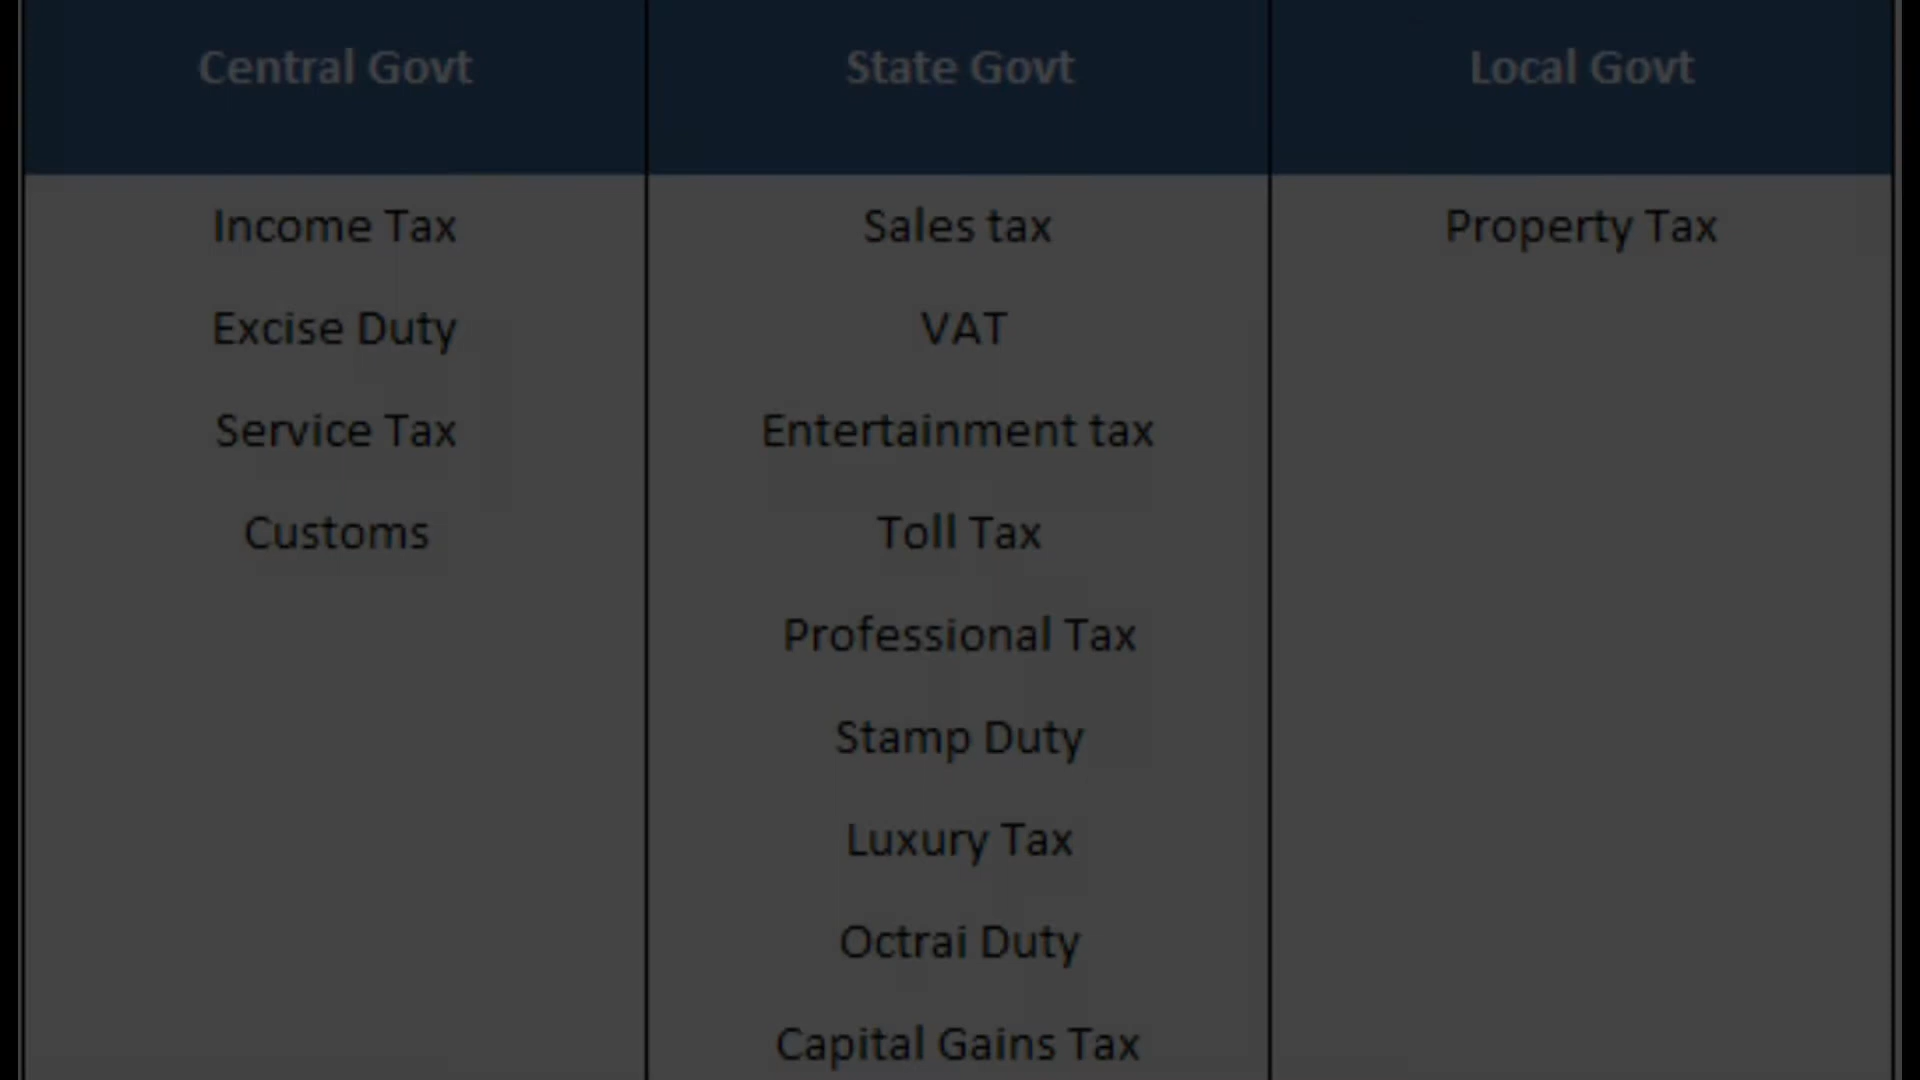 Central Govt State Govt Local Govt
Income Tax Sales tax Property Tax
Excise Duty VAT
Service Tax Entertainment tax
Customs Toll Tax
Professional Tax
Stamp Duty
Luxury Tax
Octrai Duty
Capital Gains Tax